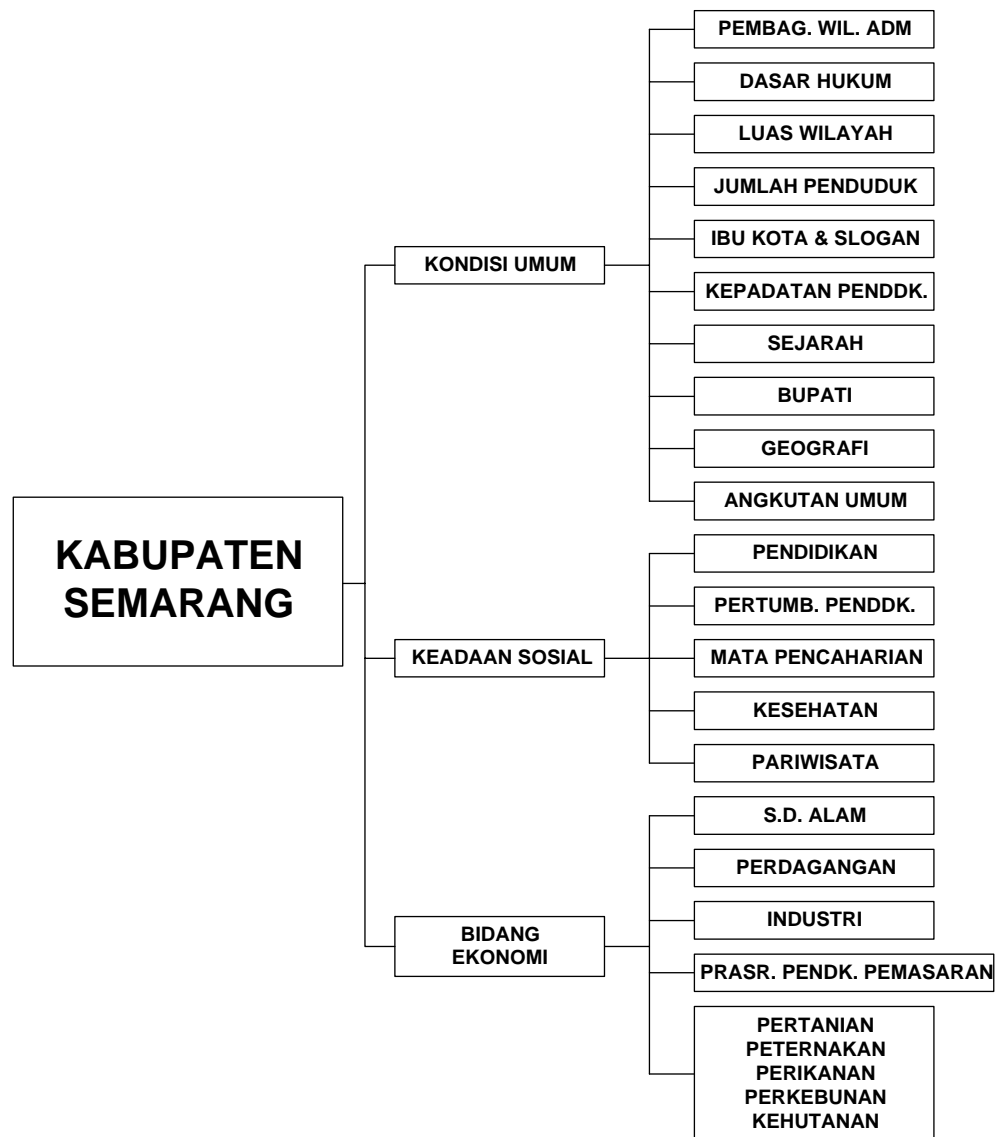 KABUPATEN
SEMARANG
KONDISI UMUM
PEMBAG. WIL. ADM
DASAR HUKUM
LUAS WILAYAH
JUMLAH PENDUDUK
IBU KOTA & SLOGAN
KEPADATAN PENDDK.
SEJARAH
BUPATI
GEOGRAFI
ANGKUTAN UMUM
KEADAAN SOSIAL
PENDIDIKAN
PERTUMB. PENDDK.
MATA PENCAHARIAN
KESEHATAN
PARIWISATA
BIDANG
EKONOMI
S.D. ALAM
PERDAGANGAN
INDUSTRI
PRASR. PENDK. PEMASARAN
PERTANIAN
PETERNAKAN
PERIKANAN
PERKEBUNAN
KEHUTANAN